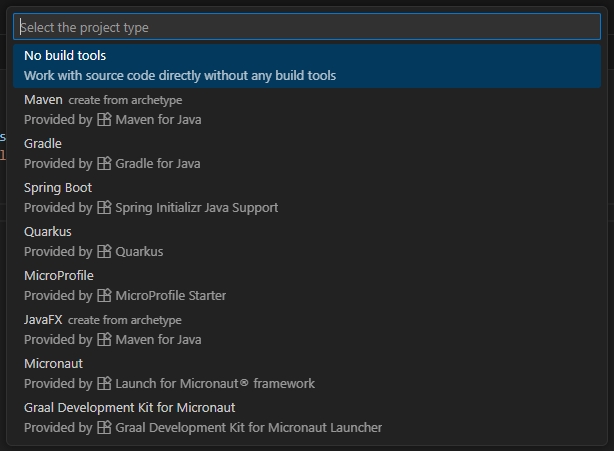 Select the project type
No build tools
Work with source code directly without any build tools
Maven create from archetype
Provided by Maven for Java
Gradle
Provided by Gradle for Java
Spring Boot
Provided by Spring Initializr Java Support
Quarkus
Provided by Quarkus
MicroProfile
Provided by MicroProfile Starter
JavaFX create from archetype
Provided by Maven for Java
Micronaut
Provided by Launch for Micronaut® framework
Graal Development Kit for Micronaut
Provided by Graal Development Kit for Micronaut Launcher